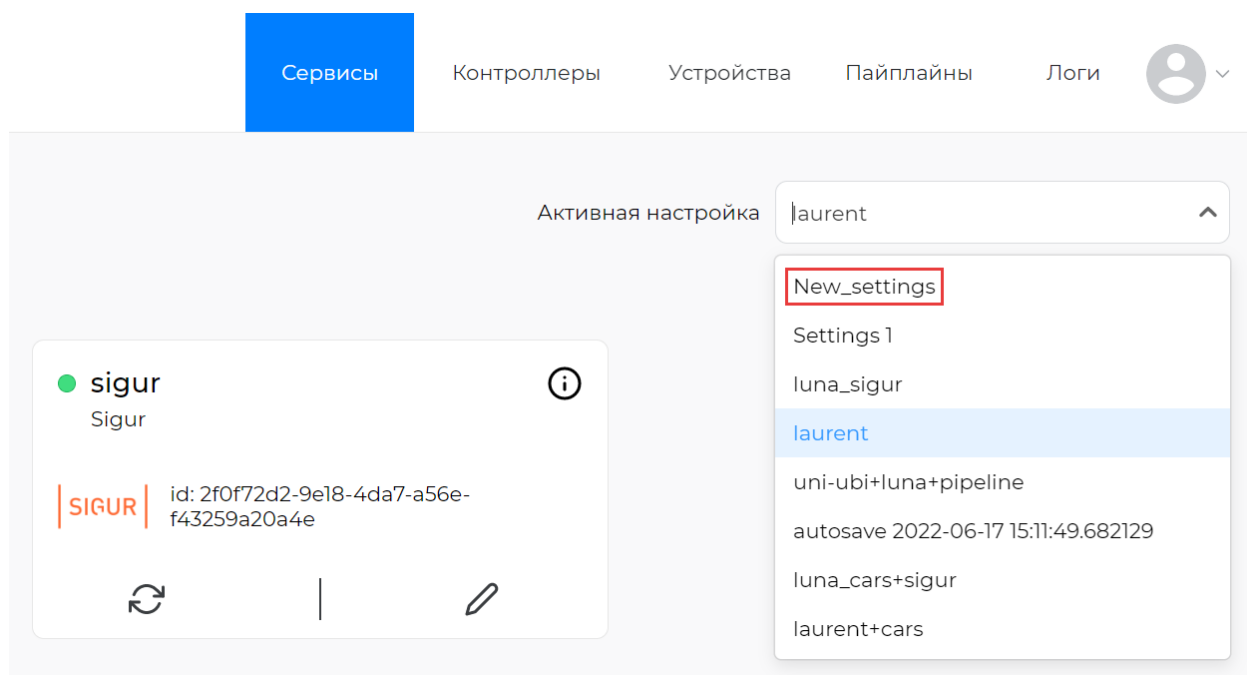 Сервисы Контроллеры Устройства Пайплайны Логи
Активная настройка laurent
New_settings
Settings 1
luna_sigur
laurent
uni-ubi+luna+pipeline
autosave 2022-06-17 15:11:49.682129
luna_cars+sigur
laurent+cars
sigur
Sigur
SIGUR
id: 2f0f72d2-9e18-4da7-a56e-
f43259a20a4e